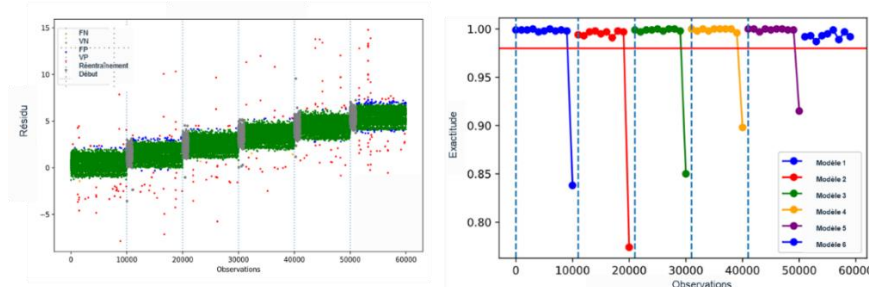 15
10
5
0
−5
Résidu
FN
VN
FP
VP
Réentraînement
Début
0 10000 20000 30000 40000 50000 60000
Observations
1.00
0.95
0.90
0.85
0.80
Exactitude
Modèle 1
Modèle 2
Modèle 3
Modèle 4
Modèle 5
Modèle 6
0 10000 20000 30000 40000 50000 60000
Observations